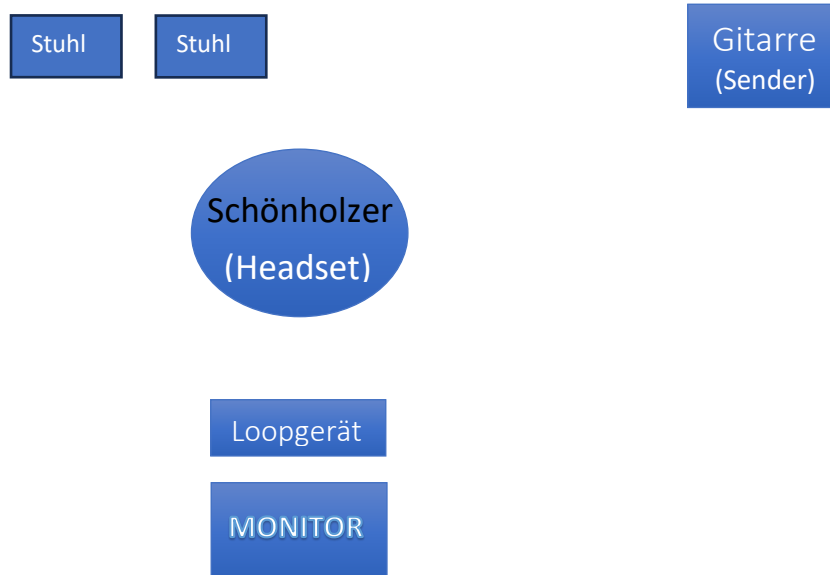 Stuhl
Stuhl
Gitarre
(Sender)
Schönholzer
(Headset)
Loopgerät
MONITOR